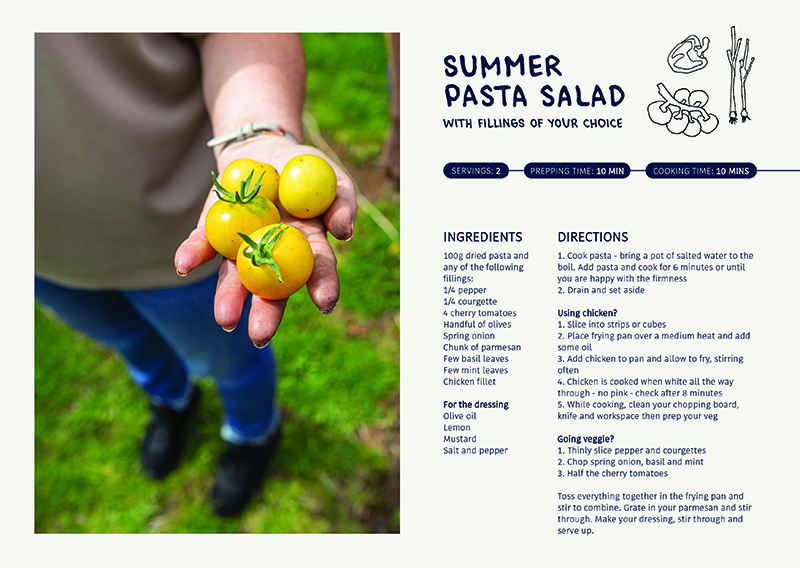 SUMMER
PASTA SALAD
WITH FILLINGS OF YOUR CHOICE
SERVINGS: 2
PREPPING TIME: 10 MIN
COOKING TIME: 10 MINS
INGREDIENTS
100g dried pasta and
any of the following
fillings:
1/4 pepper
1/4 courgette
4 cherry tomatoes
Handful of olives
Spring onion
Chunk of parmesan
Few basil leaves
Few mint leaves
Chicken fillet
For the dressing
Olive oil
Lemon
Mustard
Salt and pepper
DIRECTIONS
1. Cook pasta - bring a pot of salted water to the
boil. Add pasta and cook for 6 minutes or until
you are happy with the firmness
2. Drain and set aside
Using chicken?
1. Slice into strips or cubes
2. Place frying pan over a medium heat and add
some oil
3. Add chicken to pan and allow to fry, stirring
often
4. Chicken is cooked when white all the way
through - no pink - check after 8 minutes
5. While cooking, clean your chopping board,
knife and workspace then prep your veg
Going veggie?
1. Thinly slice pepper and courgettes
2. Chop spring onion, basil and mint
3. Half the cherry tomatoes
Toss everything together in the frying pan and
stir to combine. Grate in your parmesan and stir
through. Make your dressing, stir through and
serve up.